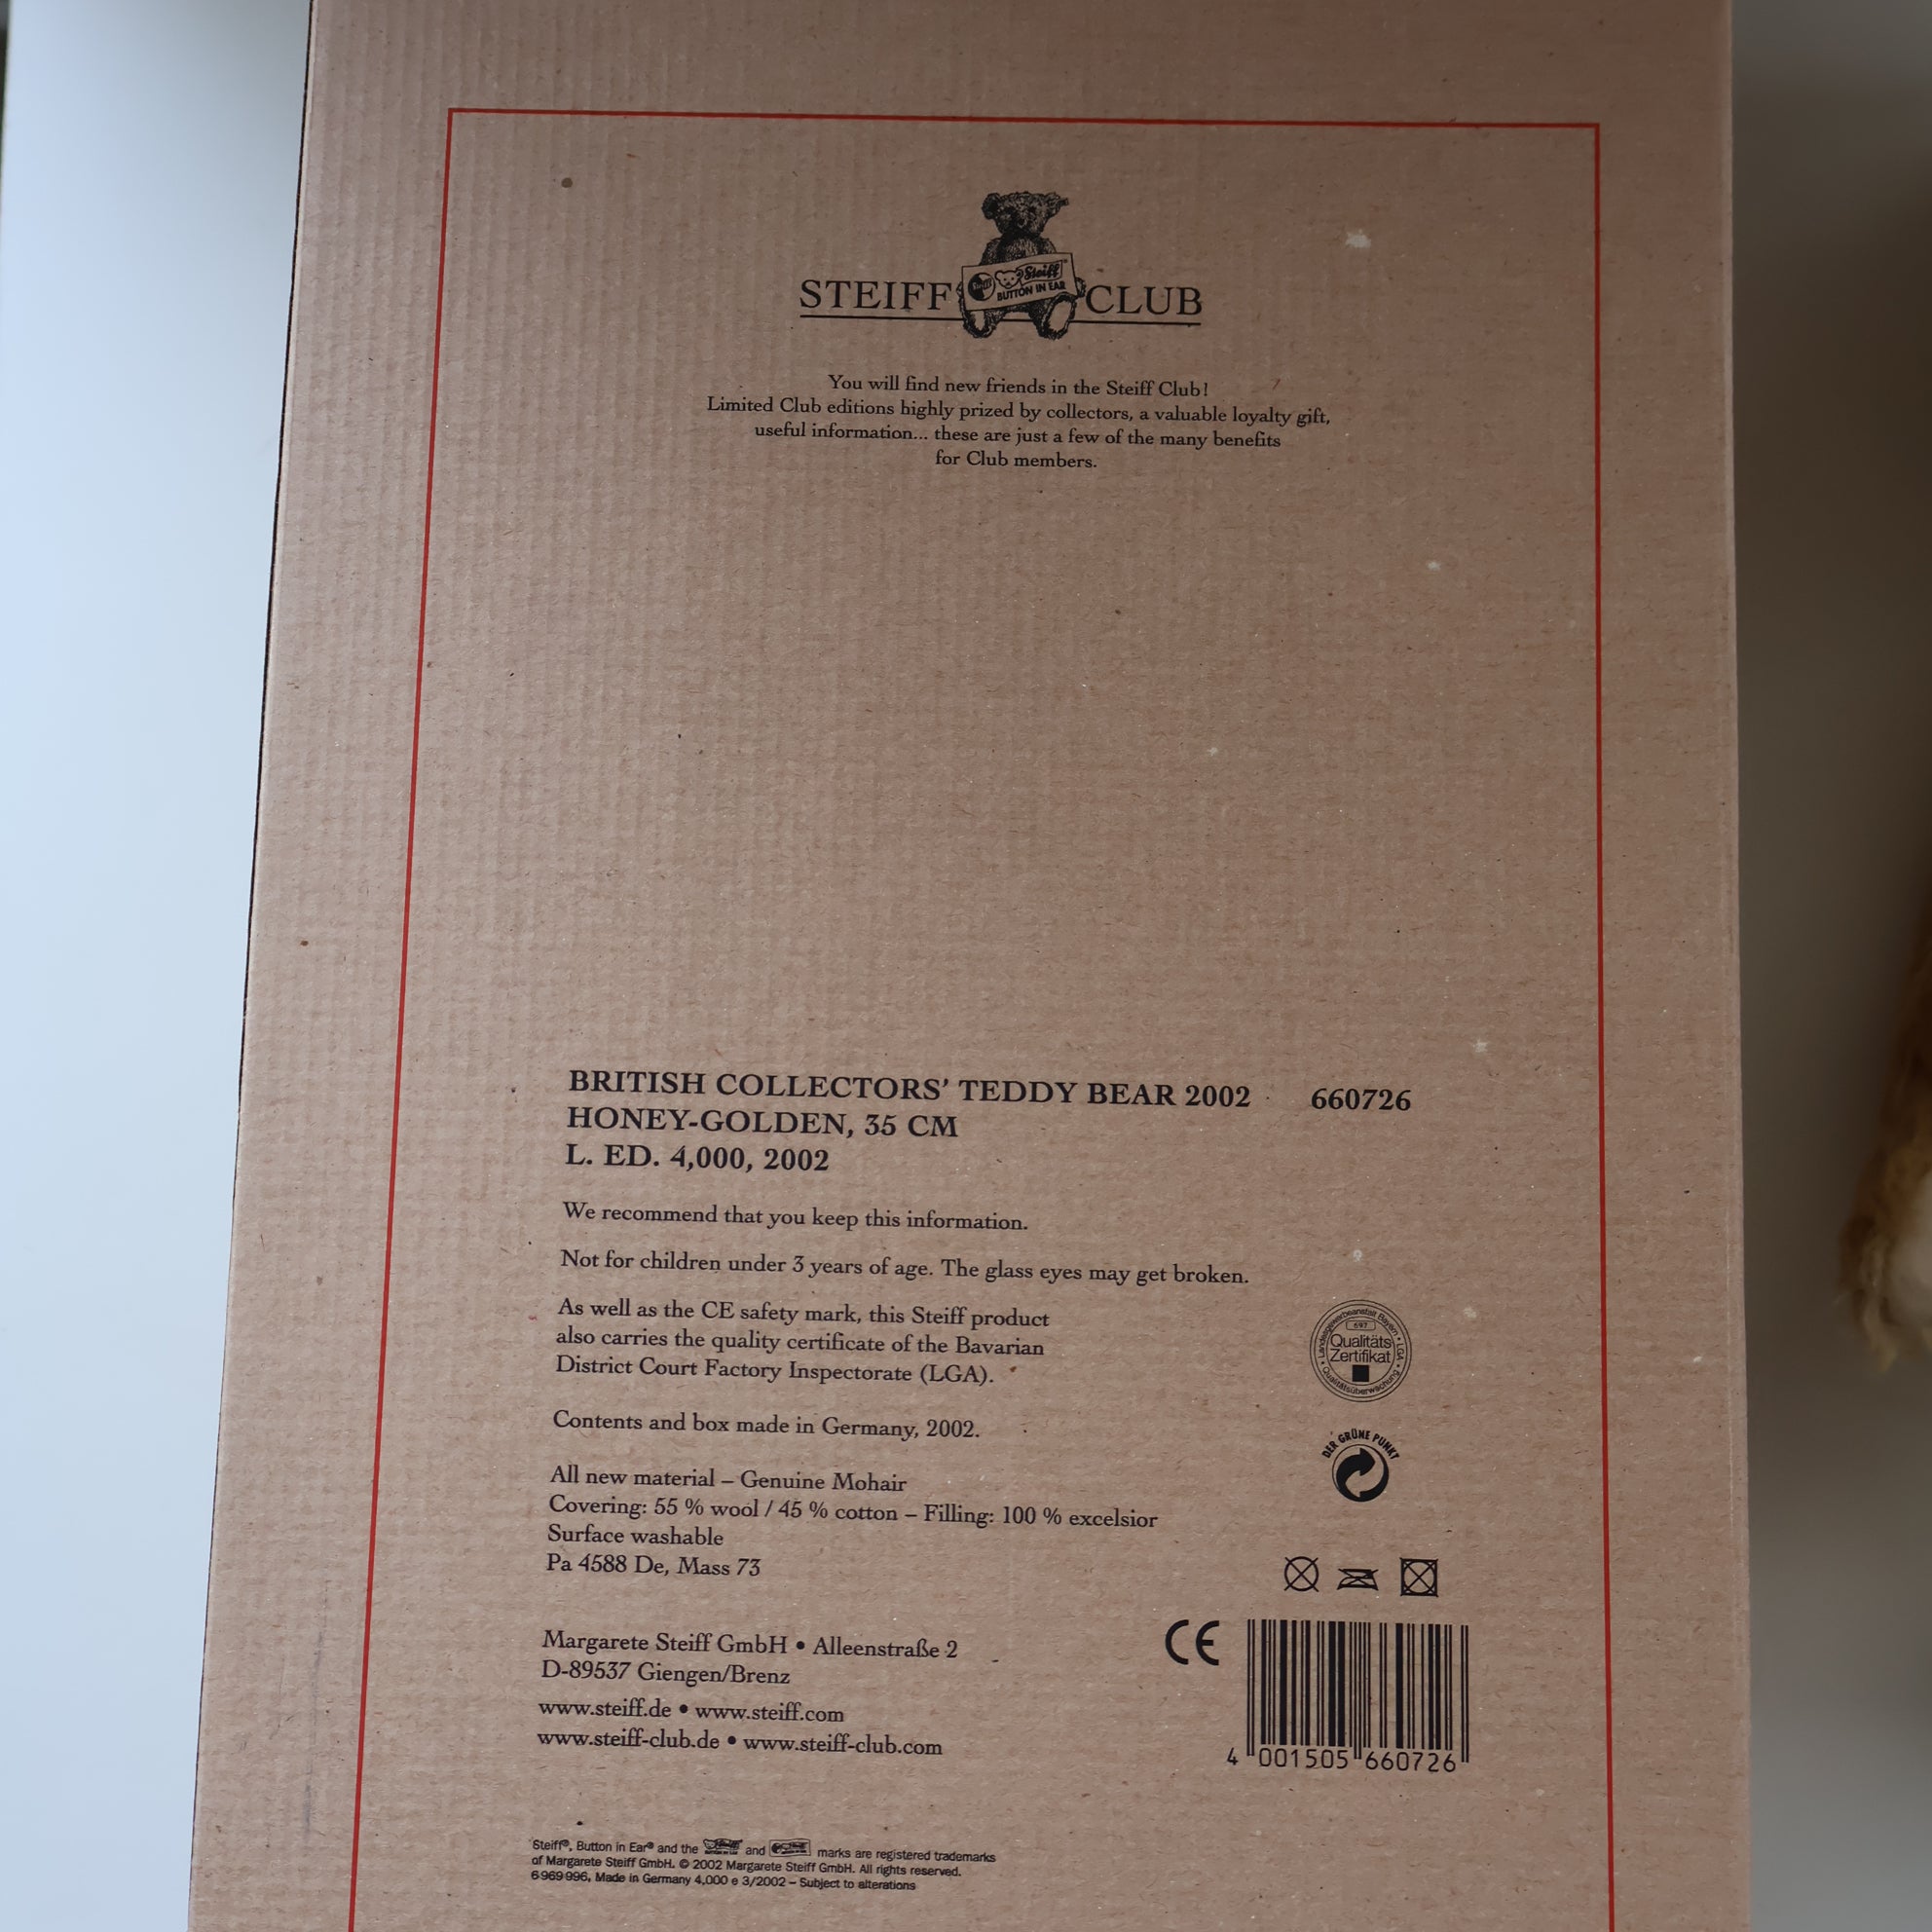 STEIFF CLUB
Steiff
BUTTON IN EAR
You will find new friends in the Steiff Club!
Limited Club editions highly prized by collectors, a valuable loyalty gift,
useful information... these are just a few of the many benefits
for Club members.
BRITISH COLLECTORS' TEDDY BEAR 2002 660726
HONEY-GOLDEN, 35 CM
L. ED. 4,000, 2002
We recommend that you keep this information.
Not for children under 3 years of age. The glass eyes may get broken.
As well as the CE safety mark, this Steiff product
also carries the quality certificate of the Bavarian
District Court Factory Inspectorate (LGA).
Landesgewerbeanstalt Bayern • LGA •
697
Qualitäts
Zertifikat
Qualitätsüberwachung
Contents and box made in Germany, 2002.
DER GRÜNE PUNKT
All new material – Genuine Mohair
Covering: 55 % wool / 45 % cotton – Filling: 100 % excelsior
Surface washable
Pa 4588 De, Mass 73
Margarete Steiff GmbH • Alleenstraße 2
D-89537 Giengen/Brenz
www.steiff.de • www.steiff.com
www.steiff-club.de • www.steiff-club.com
CE
4 001505 660726
Steiff®, Button in Ear® and the and marks are registered trademarks
of Margarete Steiff GmbH. © 2002 Margarete Steiff GmbH. All rights reserved.
6 969 996, Made in Germany 4,000 e 3/2002 – Subject to alterations